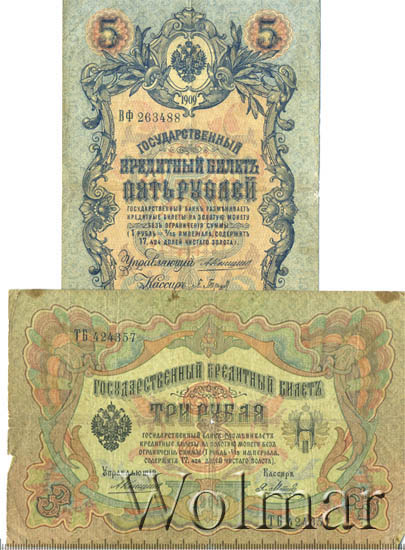 5 5
1909
ВФ 263488
ГОСУДАРСТВЕННЫЙ
КРЕДИТНЫЙ БИЛЕТЪ
ПЯТЬ РУБЛЕЙ
ГОСУДАРСТВЕННЫЙ БАНКЪ РАЗМѢНИВАЕТЪ
КРЕДИТНЫЕ БИЛЕТЫ НА ЗОЛОТУЮ МОНЕТУ
БЕЗЪ ОГРАНИЧЕНІЯ СУММЫ
(1 РУБЛЬ = 1/15 ИМПЕРІАЛА, СОДЕРЖИТЪ
17,424 ДОЛЕЙ ЧИСТАГО ЗОЛОТА).
Управляющій
Кассиръ
ТБ 424357
ГОСУДАРСТВЕННЫЙ КРЕДИТНЫЙ БИЛЕТЪ
ТРИ РУБЛЯ
ГОСУДАРСТВЕННЫЙ БАНКЪ РАЗМѢНИВАЕТЪ
КРЕДИТНЫЕ БИЛЕТЫ НА ЗОЛОТУЮ МОНЕТУ БЕЗЪ
ОГРАНИЧЕНІЯ СУММЫ (1 РУБЛЬ = 1/15 ИМПЕРІАЛА,
СОДЕРЖИТЪ 17,424 ДОЛЕЙ ЧИСТАГО ЗОЛОТА).
Управляющій Кассиръ
3 3
ТБ 42435
Wolmar